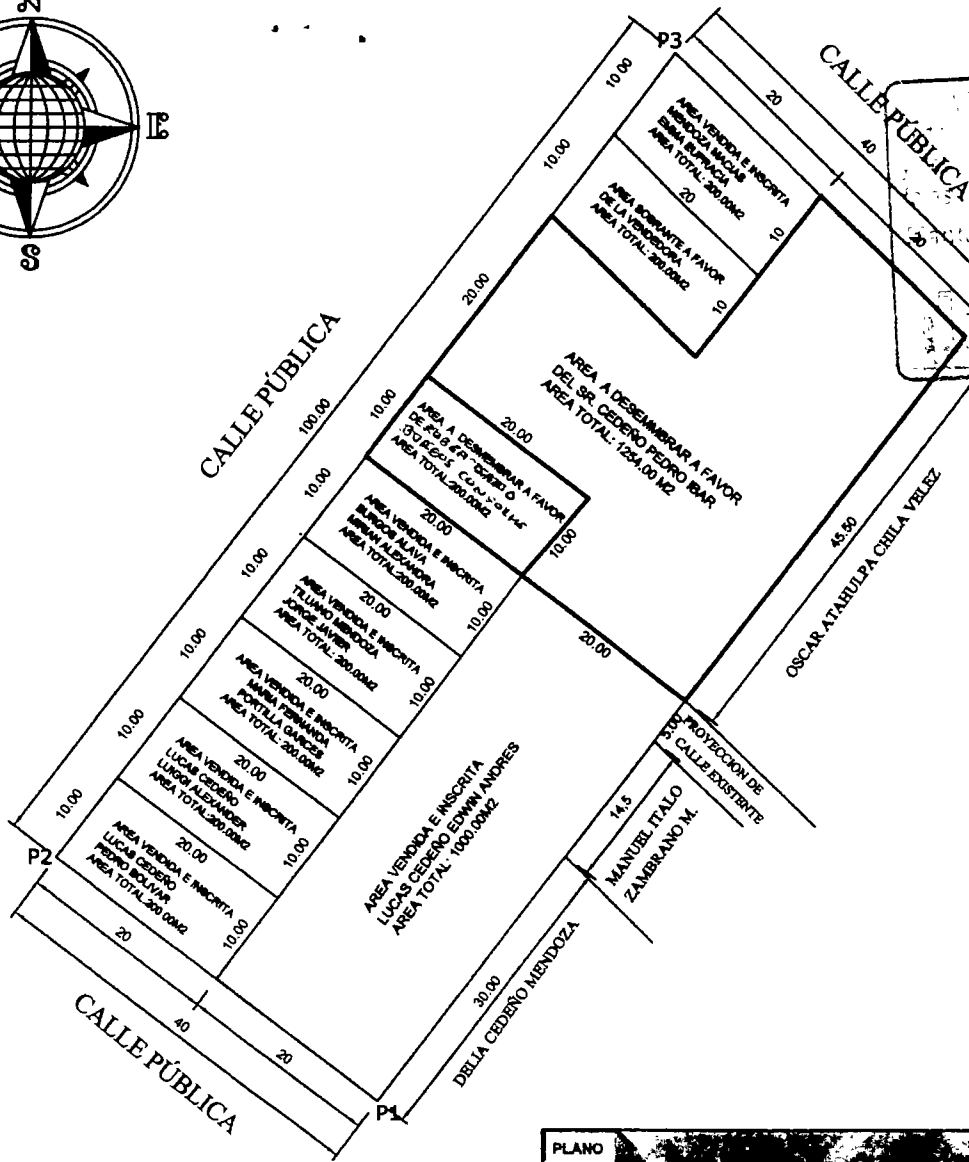 N
E
S
P3
CALLE PÚBLICA
20
40
20
10.00
10.00
20.00
10.00
10.00
10.00
10.00
10.00
10.00
100.00
CALLE PÚBLICA
AREA VENDIDA E INSCRITA
MENDOZA MACIAS
EMMA EUFRACIA
AREA TOTAL: 200.00M2
20
10
AREA SOBRANTE A FAVOR
DE LA VENDEDORA
AREA TOTAL: 200.00M2
10
AREA A DESEMMBRAR A FAVOR
DEL SR. CEDEÑO PEDRO IBAR
AREA TOTAL: 1254.00 M2
20.00
AREA A DESMEMBRAR A FAVOR
DE
AREA TOTAL:200.00M2
10.00
20.00
AREA VENDIDA E INSCRITA
BURGOS ALAVA
MIRIAN ALEXANDRA
AREA TOTAL:200.00M2
10.00
20.00
AREA VENDIDA E INSCRITA
TILUANO MENDOZA
JORGE JAVIER
AREA TOTAL: 200.00M2
10.00
20.00
AREA VENDIDA E INSCRITA
MARIA FERNANDA
PORTILLA GARCES
AREA TOTAL: 200.00M2
10.00
20.00
AREA VENDIDA E INSCRITA
LUCAS CEDEÑO
LUIGGI ALEXANDER
AREA TOTAL:200.00M2
10.00
20.00
AREA VENDIDA E INSCRITA
LUCAS CEDEÑO
PEDRO BOLIVAR
AREA TOTAL:200.00M2
10.00
20.00
45.50
OSCAR ATAHULPA CHILA VELEZ
5.00
PROYECCION DE
CALLE EXISTENTE
14.5
MANUEL ITALO
ZAMBRANO M.
AREA VENDIDA E INSCRITA
LUCAS CEDEÑO EDWIN ANDRES
AREA TOTAL: 1000.00M2
30.00
DELIA CEDEÑO MENDOZA
P2
20
40
20
CALLE PÚBLICA
P1
PLANO